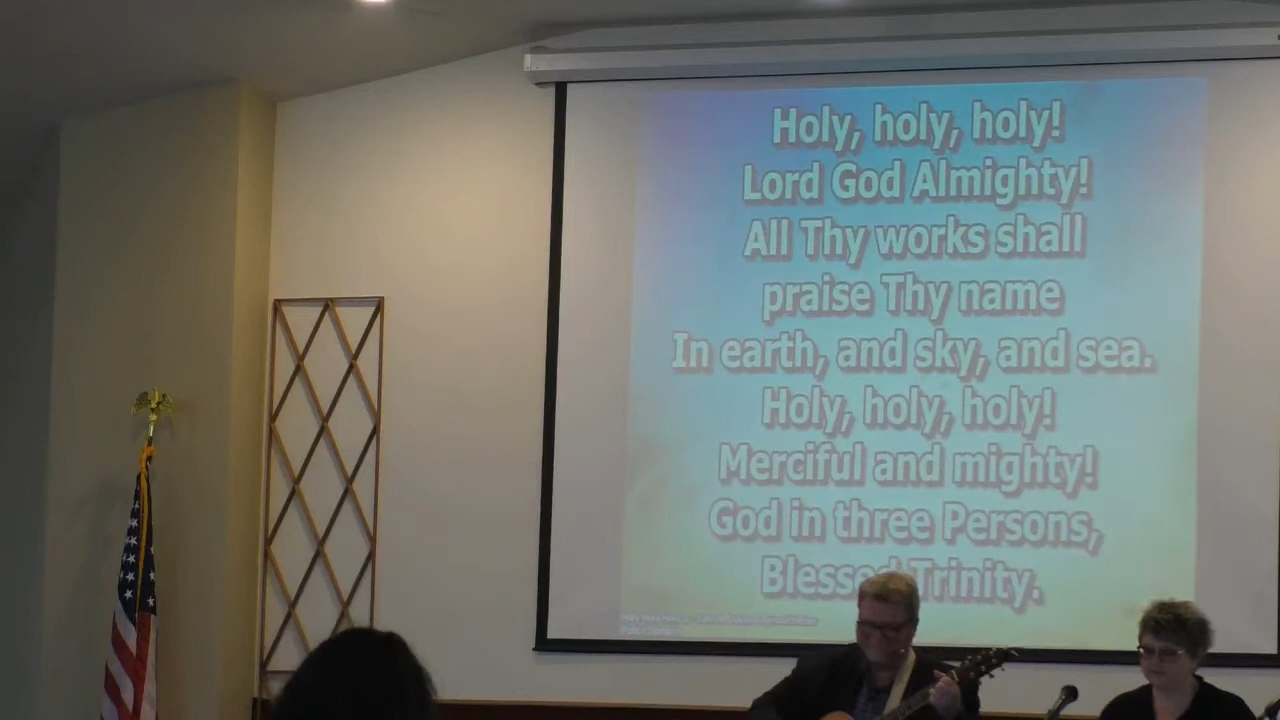 Holy, holy, holy!
Lord God Almighty!
All Thy works shall
praise Thy name
In earth, and sky, and sea.
Holy, holy, holy!
Merciful and mighty!
God in three Persons,
Blessed Trinity.